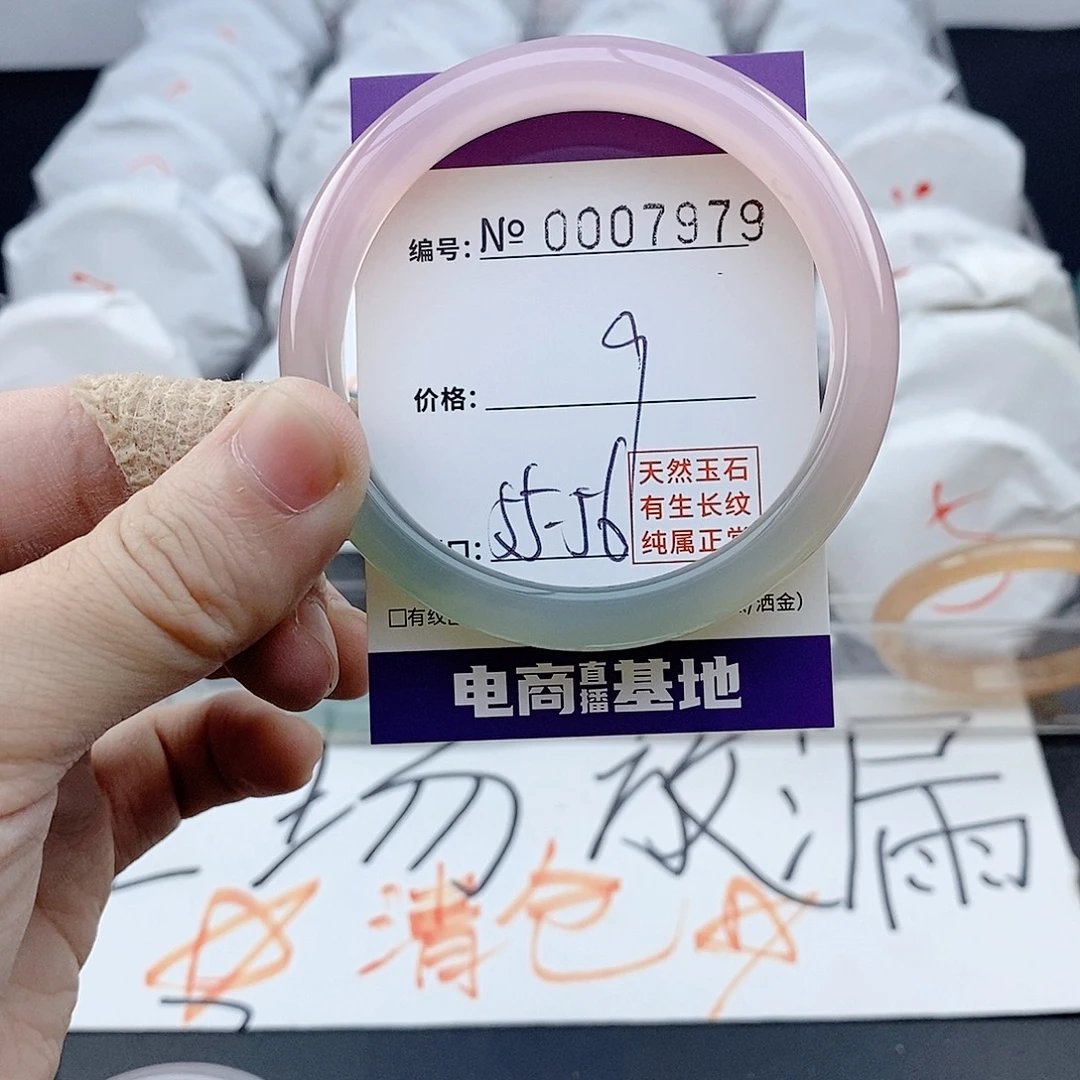 编号: № 0007979
价格: 9
口: 55-56
天然玉石
有生长纹
纯属正常
□有纹
洒金)
电商直播基地
场放漏
清仓